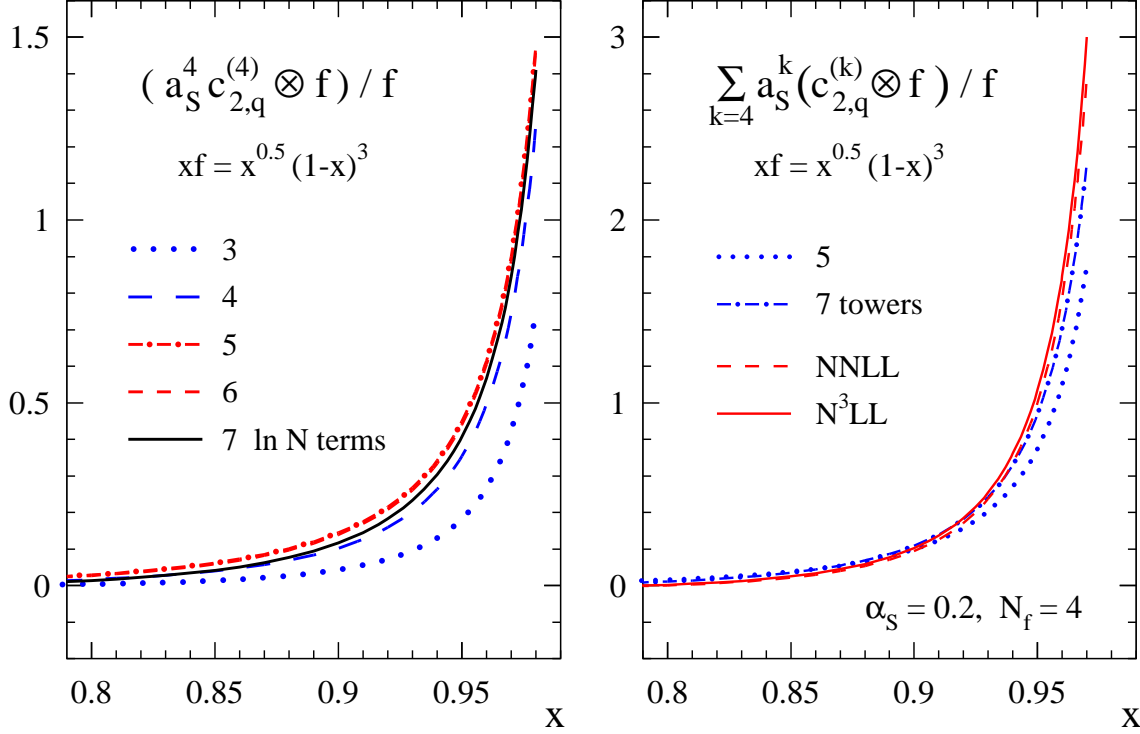 ( a_S^4 c_{2,q}^{(4)} ⊗ f ) / f
xf = x^{0.5} (1-x)^3
3
4
5
6
7 ln N terms
1.5
1
0.5
0
0.8 0.85 0.9 0.95
x
∑_{k=4} a_S^k (c_{2,q}^{(k)} ⊗ f ) / f
xf = x^{0.5} (1-x)^3
5
7 towers
NNLL
N^3LL
α_S = 0.2, N_f = 4
3
2
2
1
1
0
0.8 0.85 0.9 0.95
x